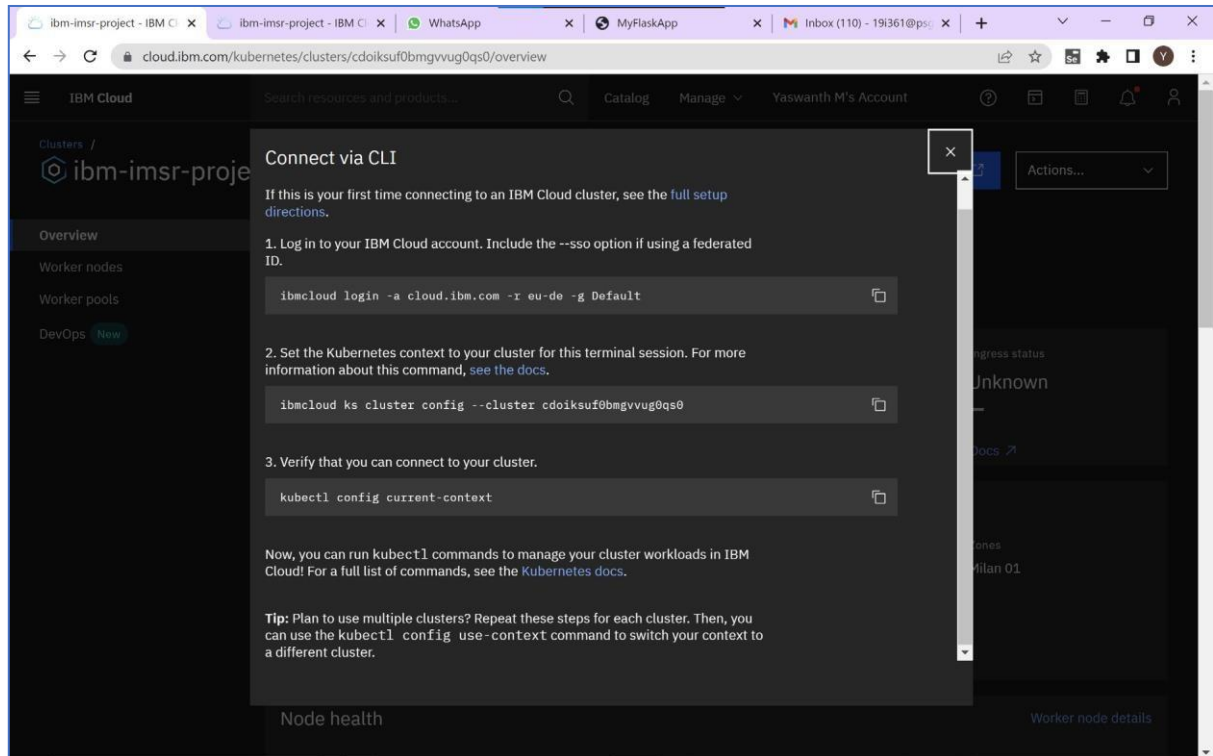 ibm-imsr-project - IBM Cl
ibm-imsr-project - IBM Cl
WhatsApp
MyFlaskApp
Inbox (110) - 19i361@psg
cloud.ibm.com/kubernetes/clusters/cdoiksuf0bmgvvug0qs0/overview
Se
Y
IBM Cloud
Search resources and products...
Catalog
Manage
Yaswanth M's Account
Clusters /
ibm-imsr-proje
Actions...
Overview
Worker nodes
Worker pools
DevOps New
Connect via CLI
If this is your first time connecting to an IBM Cloud cluster, see the full setup
directions.
1. Log in to your IBM Cloud account. Include the --sso option if using a federated
ID.
ibmcloud login -a cloud.ibm.com -r eu-de -g Default
2. Set the Kubernetes context to your cluster for this terminal session. For more
information about this command, see the docs.
ibmcloud ks cluster config --cluster cdoiksuf0bmgvvug0qs0
3. Verify that you can connect to your cluster.
kubectl config current-context
Now, you can run kubectl commands to manage your cluster workloads in IBM
Cloud! For a full list of commands, see the Kubernetes docs.
Tip: Plan to use multiple clusters? Repeat these steps for each cluster. Then, you
can use the kubectl config use-context command to switch your context to
a different cluster.
ngress status
Unknown
Docs
Zones
Milan 01
Node health
Worker node details